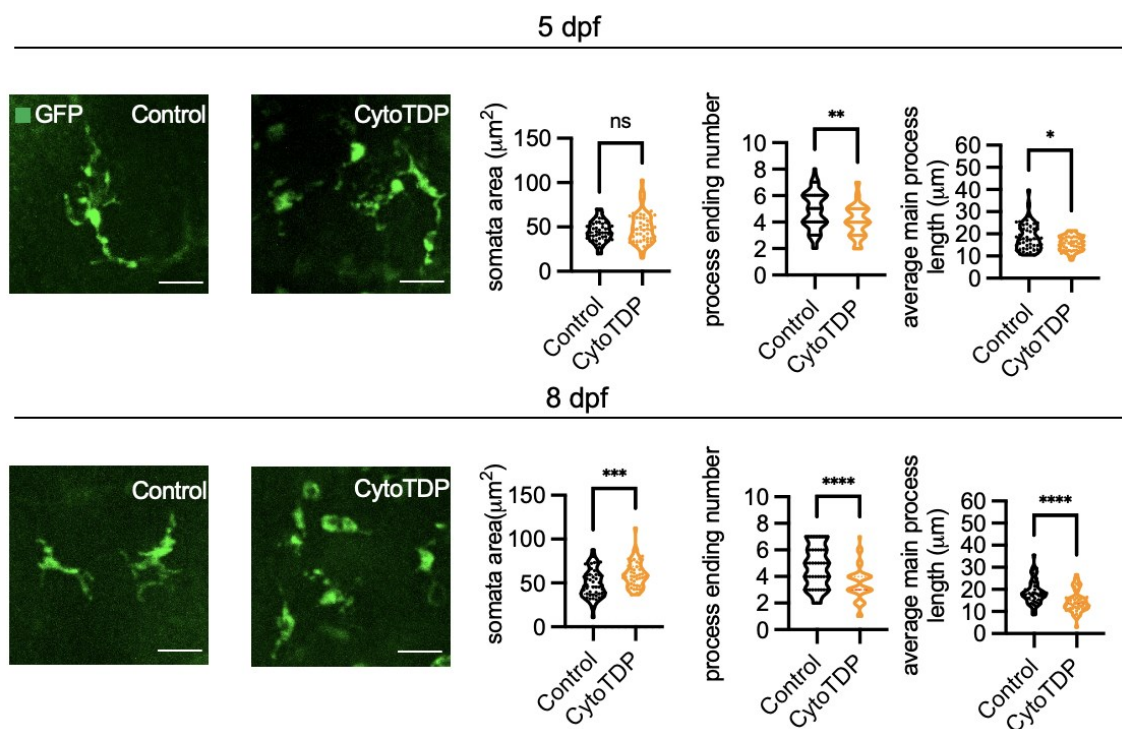 5 dpf
GFP Control
CytoTDP
somata area (μm²)
150
100
50
0
ns
Control
CytoTDP
process ending number
10
8
6
4
2
0
**
Control
CytoTDP
average main process
length (μm)
60
50
40
30
20
10
0
*
Control
CytoTDP
8 dpf
Control
CytoTDP
somata area(μm²)
150
100
50
0
***
Control
CytoTDP
process ending number
10
8
6
4
2
0
****
Control
CytoTDP
average main process
length (μm)
60
50
40
30
20
10
0
****
Control
CytoTDP